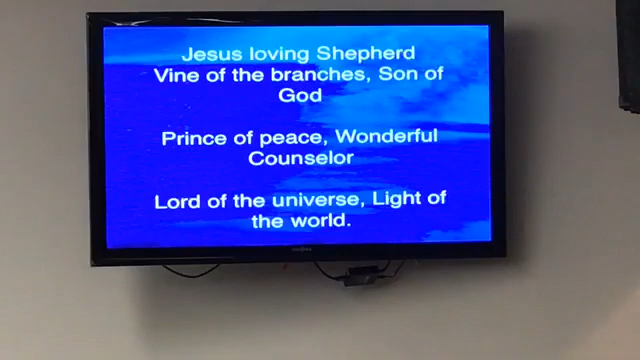 Jesus loving Shepherd
Vine of the branches, Son of
God
Prince of peace, Wonderful
Counselor
Lord of the universe, Light of
the world.